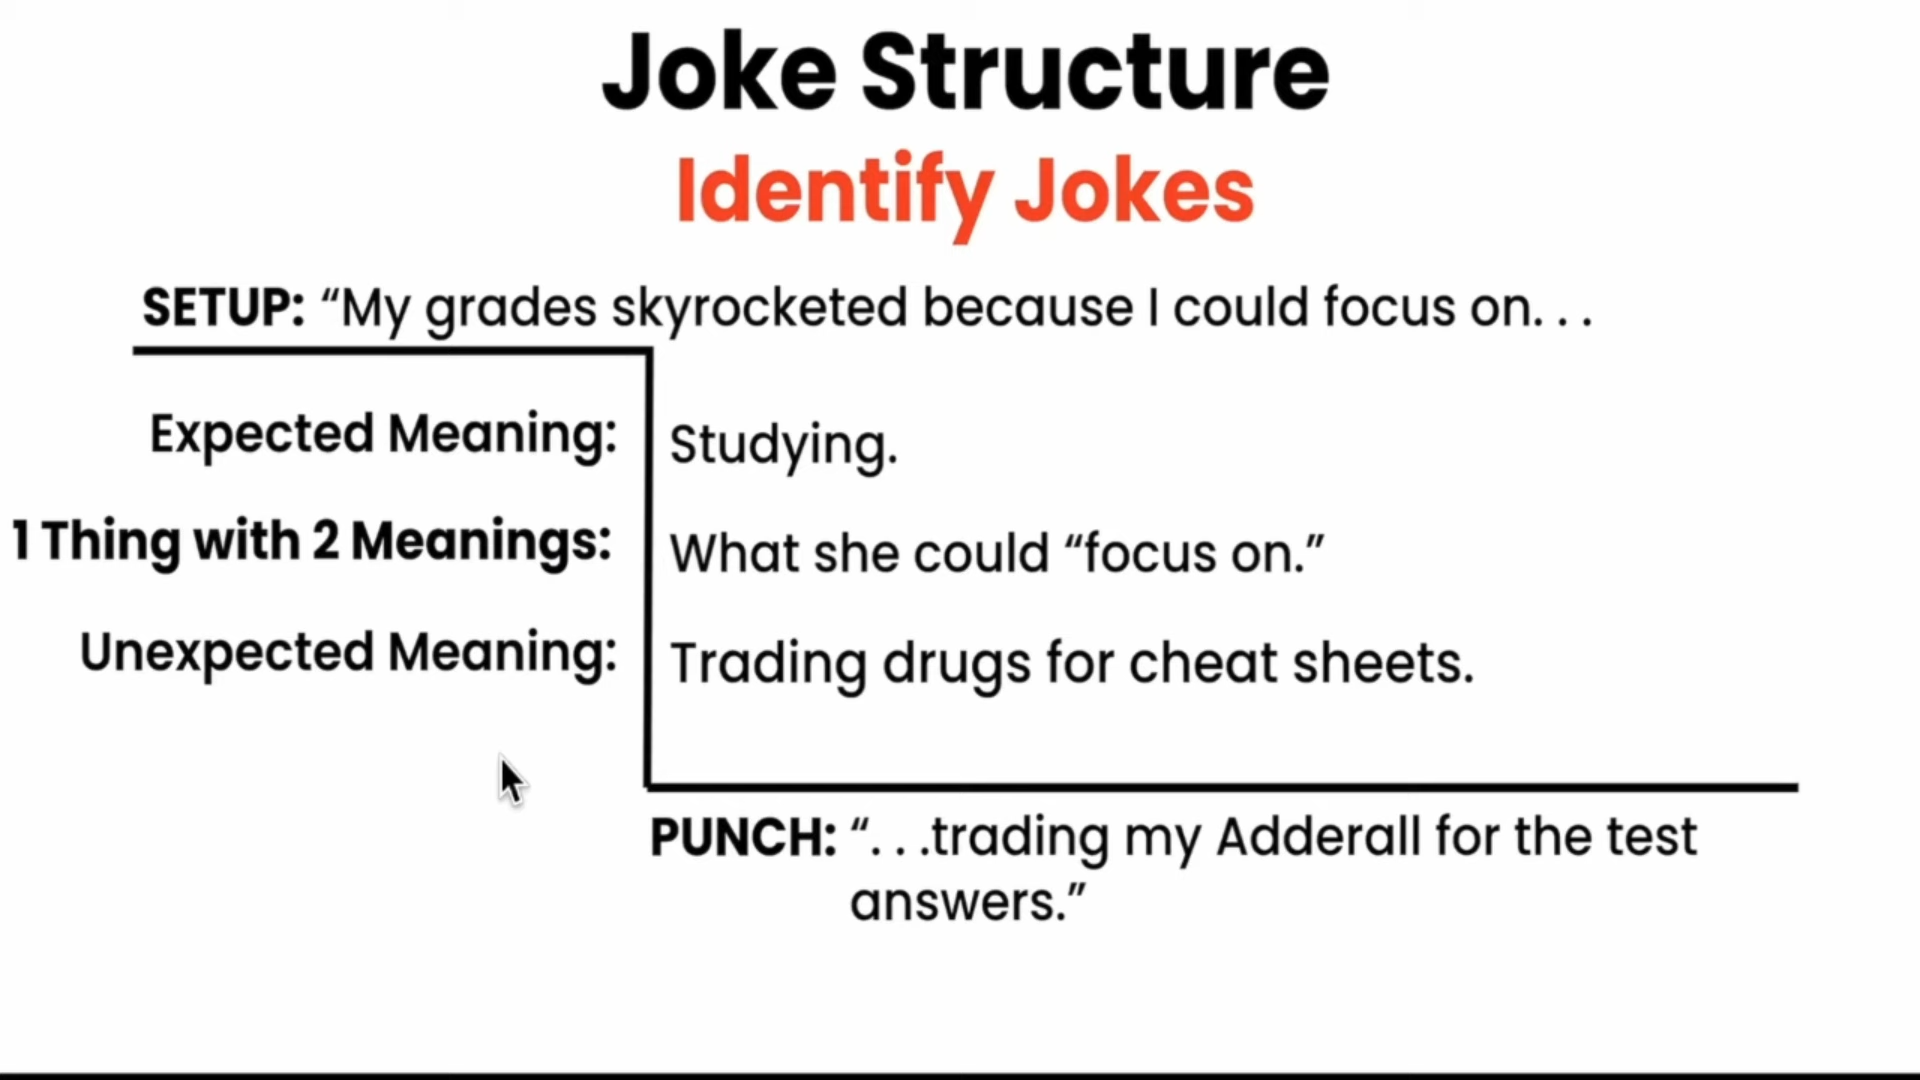 Joke Structure
Identify Jokes
SETUP: “My grades skyrocketed because I could focus on. . .
Expected Meaning: Studying.
1 Thing with 2 Meanings: What she could “focus on.”
Unexpected Meaning: Trading drugs for cheat sheets.
PUNCH: “. . .trading my Adderall for the test
answers.”